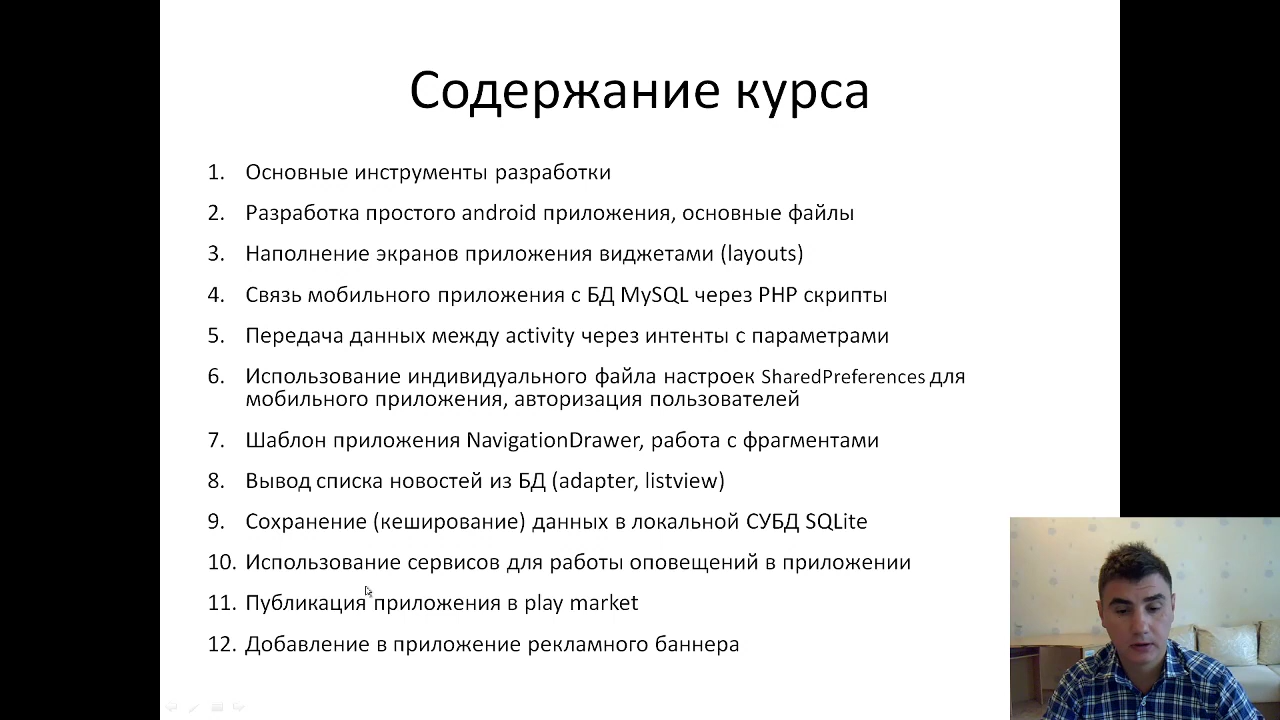 Содержание курса
1. Основные инструменты разработки
2. Разработка простого android приложения, основные файлы
3. Наполнение экранов приложения виджетами (layouts)
4. Связь мобильного приложения с БД MySQL через PHP скрипты
5. Передача данных между activity через интенты с параметрами
6. Использование индивидуального файла настроек SharedPreferences для
мобильного приложения, авторизация пользователей
7. Шаблон приложения NavigationDrawer, работа с фрагментами
8. Вывод списка новостей из БД (adapter, listview)
9. Сохранение (кеширование) данных в локальной СУБД SQLite
10. Использование сервисов для работы оповещений в приложении
11. Публикация приложения в play market
12. Добавление в приложение рекламного баннера